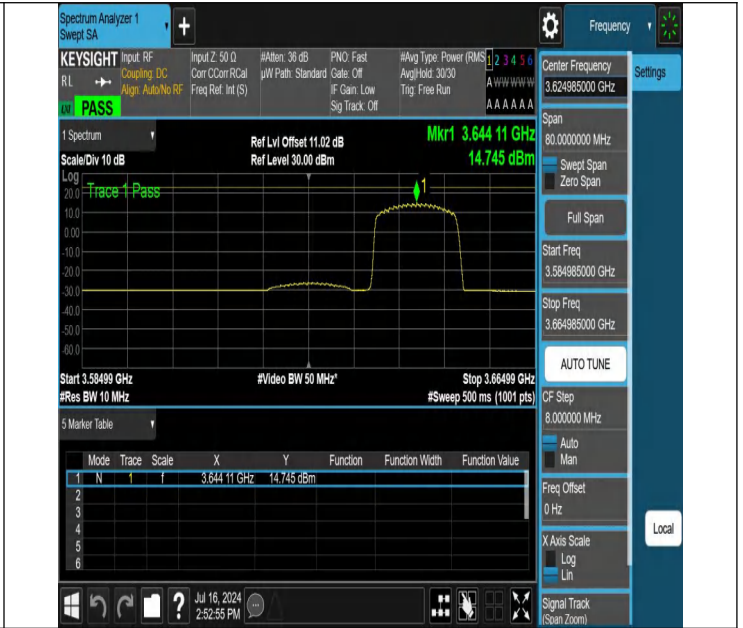 Spectrum Analyzer 1
Swept SA
+
Frequency
KEYSIGHT
RL
LXI PASS
Input: RF
Coupling: DC
Align: Auto/No RF
Input Z: 50 Ω
Corr CCorr RCal
Freq Ref: Int (S)
#Atten: 36 dB
µW Path: Standard
PNO: Fast
Gate: Off
IF Gain: Low
Sig Track: Off
#Avg Type: Power (RMS
Avg|Hold: 30/30
Trig: Free Run
1 2 3 4 5 6
A W W W W W
A A A A A A
1 Spectrum
Scale/Div 10 dB
Ref Lvl Offset 11.02 dB
Ref Level 30.00 dBm
Mkr1 3.644 11 GHz
14.745 dBm
Log
Trace 1 Pass
1
20.0
10.0
0.00
-10.0
-20.0
-30.0
-40.0
-50.0
-60.0
Start 3.58499 GHz
#Video BW 50 MHz*
Stop 3.66499 GHz
#Res BW 10 MHz
#Sweep 500 ms (1001 pts)
5 Marker Table
Mode Trace Scale X Y Function Function Width Function Value
1 N 1 f 3.644 11 GHz 14.745 dBm
2
3
4
5
6
Jul 16, 2024
2:52:55 PM
Center Frequency
3.624985000 GHz
Settings
Span
80.0000000 MHz
Swept Span
Zero Span
Full Span
Start Freq
3.584985000 GHz
Stop Freq
3.664985000 GHz
AUTO TUNE
CF Step
8.000000 MHz
Auto
Man
Freq Offset
0 Hz
X Axis Scale
Log
Lin
Local
Signal Track
(Span Zoom)